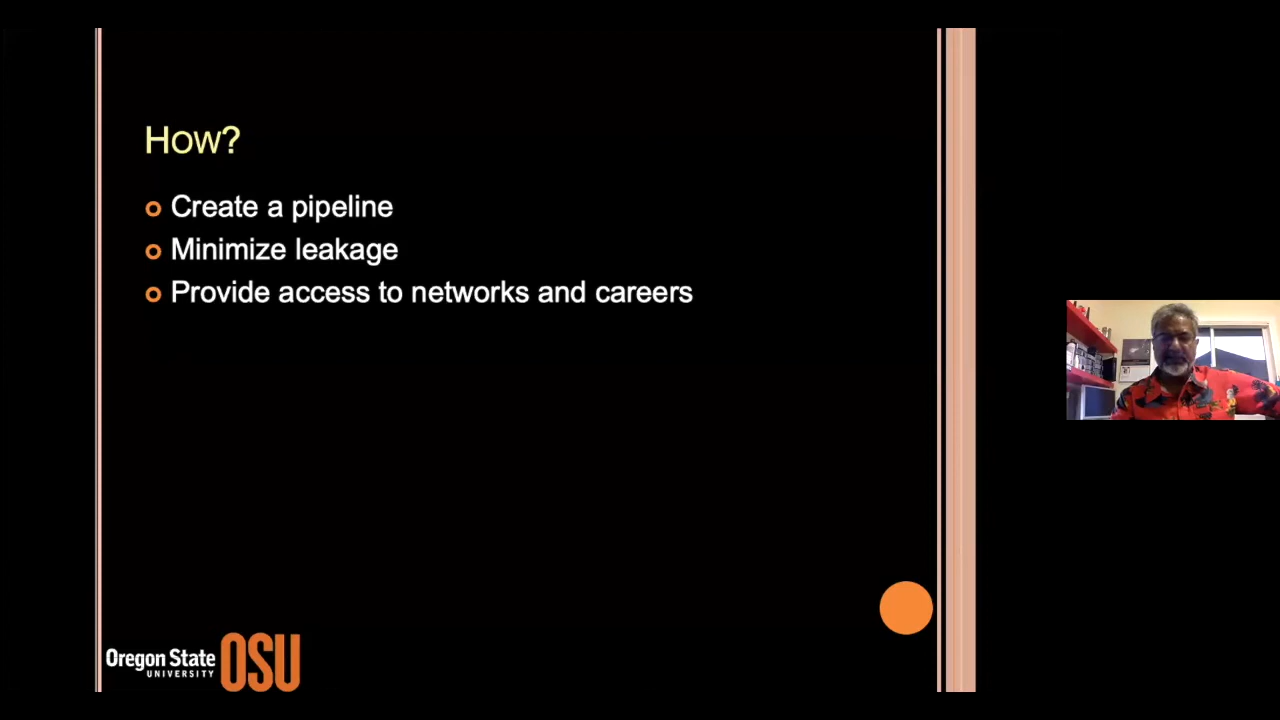 How?
Create a pipeline
Minimize leakage
Provide access to networks and careers
Oregon State
UNIVERSITY
OSU